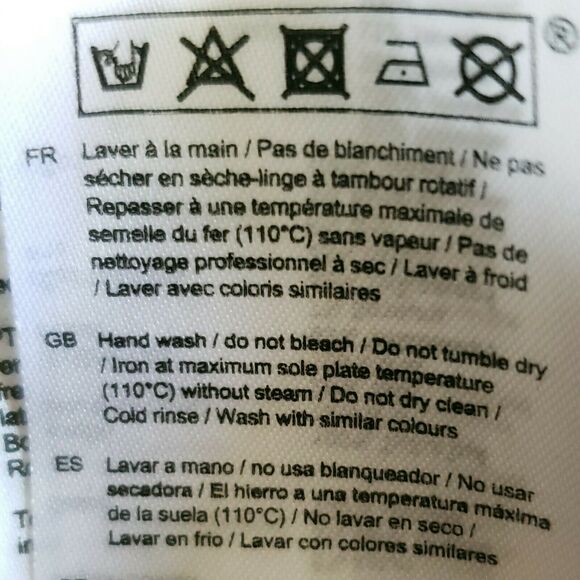 ®
FR Laver à la main / Pas de blanchiment / Ne pas
sécher en sèche-linge à tambour rotatif /
Repasser à une température maximale de
semelle du fer (110°C) sans vapeur / Pas de
nettoyage professionnel à sec / Laver à froid
/ Laver avec coloris similaires
GB Hand wash / do not bleach / Do not tumble dry
/ Iron at maximum sole plate temperature
(110°C) without steam / Do not dry clean /
Cold rinse / Wash with similar colours
ES Lavar a mano / no usa blanqueador / No usar
secadora / El hierro a una temperatura máxima
de la suela (110°C) / No lavar en seco /
Lavar en frio / Lavar con colores similares